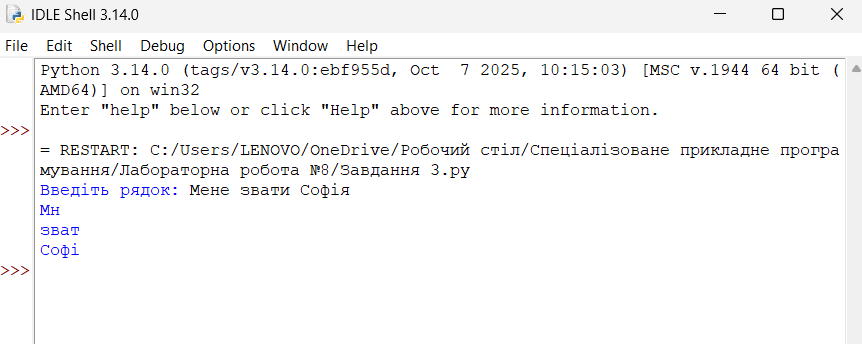 IDLE Shell 3.14.0
File Edit Shell Debug Options Window Help
Python 3.14.0 (tags/v3.14.0:ebf955d, Oct  7 2025, 10:15:03) [MSC v.1944 64 bit (
AMD64)] on win32
Enter "help" below or click "Help" above for more information.
>>>
= RESTART: C:/Users/LENOVO/OneDrive/Робочий стіл/Спеціалізоване прикладне програ
мування/Лабораторна робота №8/Завдання 3.py
Введіть рядок: Мене звати Софія
Мн
зват
Софі
>>>